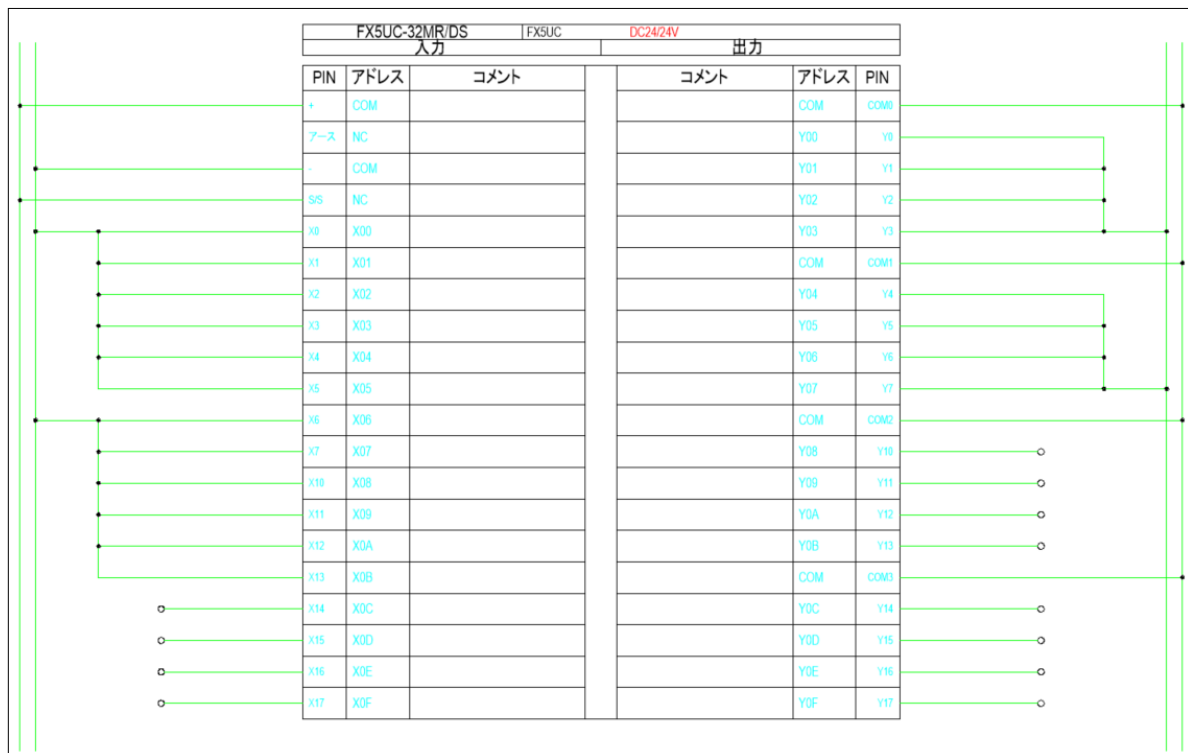 FX5UC-32MR/DS FX5UC DC24/24V
入力 出力
PIN アドレス コメント コメント アドレス PIN
+ COM COM COM0
アース NC Y00 Y0
- COM Y01 Y1
S/S NC Y02 Y2
X0 X00 Y03 Y3
X1 X01 COM COM1
X2 X02 Y04 Y4
X3 X03 Y05 Y5
X4 X04 Y06 Y6
X5 X05 Y07 Y7
X6 X06 COM COM2
X7 X07 Y08 Y10
X10 X08 Y09 Y11
X11 X09 Y0A Y12
X12 X0A Y0B Y13
X13 X0B COM COM3
X14 X0C Y0C Y14
X15 X0D Y0D Y15
X16 X0E Y0E Y16
X17 X0F Y0F Y17